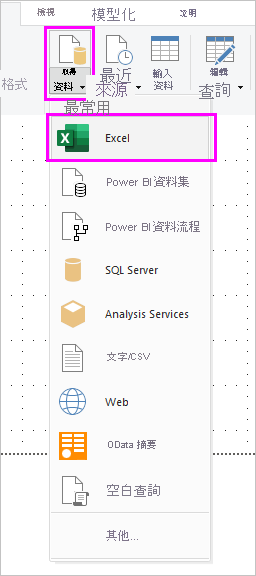 檢視 模型化 說明
取得
資料
最近
來源
輸入
資料
編輯
查詢
格式
最常用
Excel
Power BI資料集
Power BI資料流程
SQL Server
Analysis Services
文字/CSV
Web
OData 摘要
空白查詢
其他...